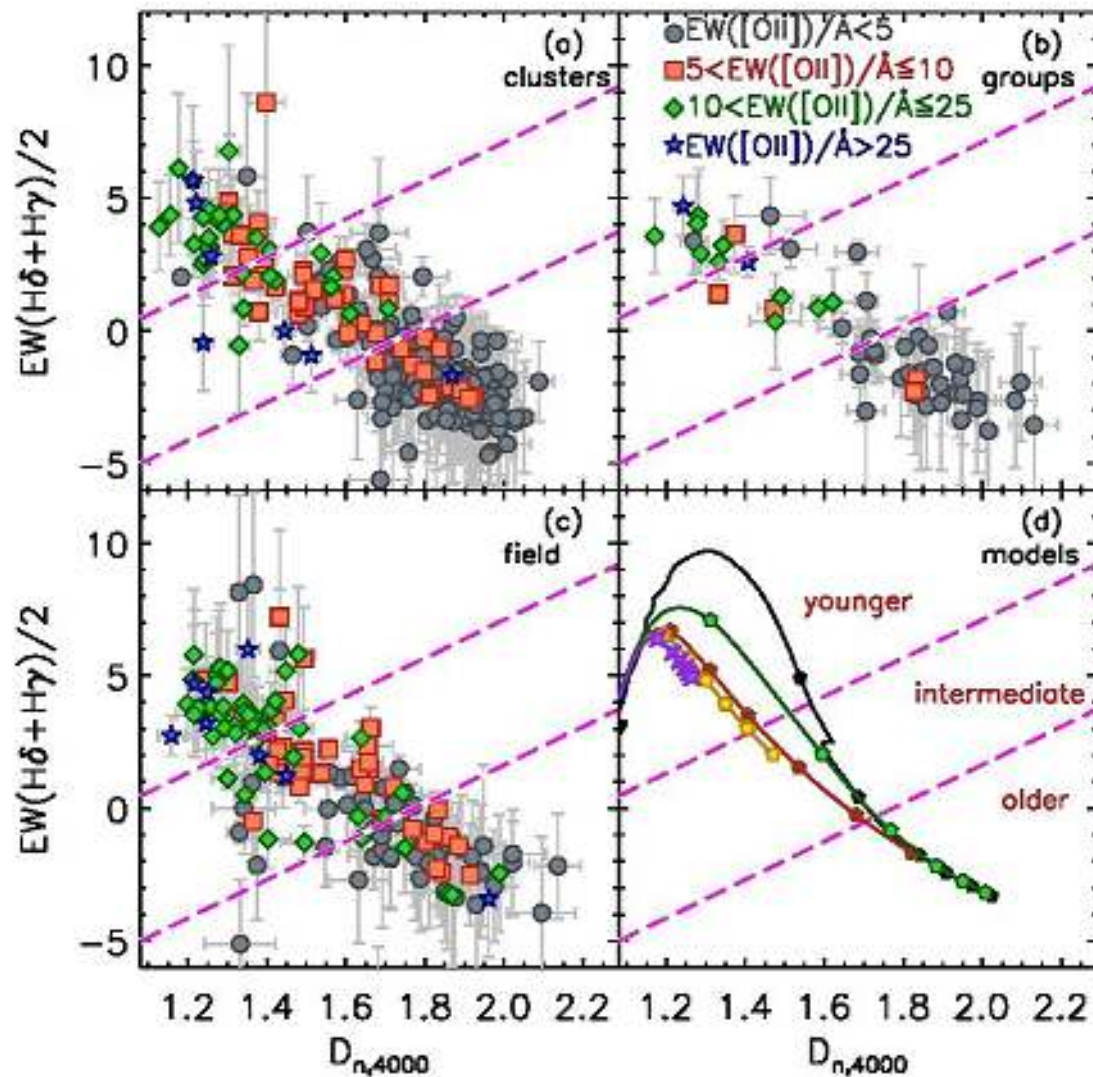 (a)
clusters
EW([OII])/Å<5
5<EW([OII])/Å≦10
10<EW([OII])/Å≦25
EW([OII])/Å>25
(b)
groups
EW(Hδ+Hγ)/2
10
5
0
−5
(c)
field
(d)
models
younger
intermediate
older
EW(Hδ+Hγ)/2
10
5
0
−5
1.2 1.4 1.6 1.8 2.0 2.2
1.2 1.4 1.6 1.8 2.0 2.2
Dn,4000
Dn,4000